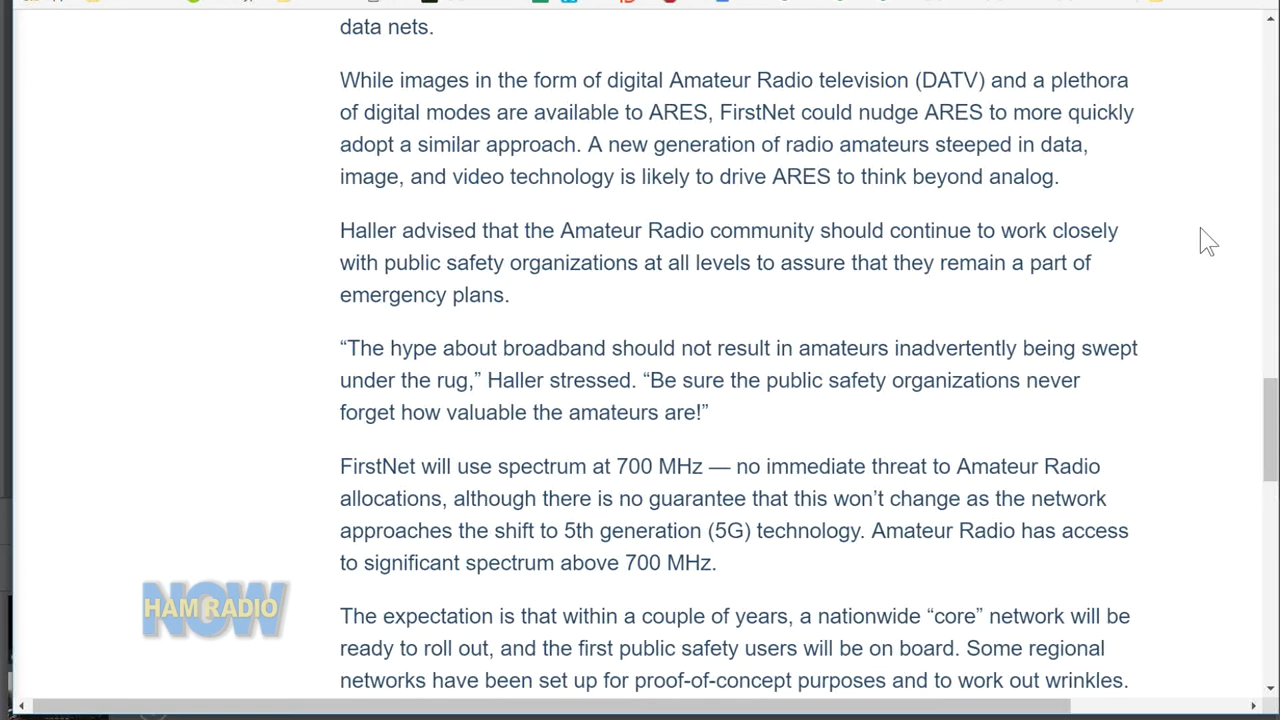 data nets.
While images in the form of digital Amateur Radio television (DATV) and a plethora
of digital modes are available to ARES, FirstNet could nudge ARES to more quickly
adopt a similar approach. A new generation of radio amateurs steeped in data,
image, and video technology is likely to drive ARES to think beyond analog.
Haller advised that the Amateur Radio community should continue to work closely
with public safety organizations at all levels to assure that they remain a part of
emergency plans.
“The hype about broadband should not result in amateurs inadvertently being swept
under the rug,” Haller stressed. “Be sure the public safety organizations never
forget how valuable the amateurs are!”
FirstNet will use spectrum at 700 MHz — no immediate threat to Amateur Radio
allocations, although there is no guarantee that this won’t change as the network
approaches the shift to 5th generation (5G) technology. Amateur Radio has access
to significant spectrum above 700 MHz.
HAM RADIO
NOW
The expectation is that within a couple of years, a nationwide “core” network will be
ready to roll out, and the first public safety users will be on board. Some regional
networks have been set up for proof-of-concept purposes and to work out wrinkles.